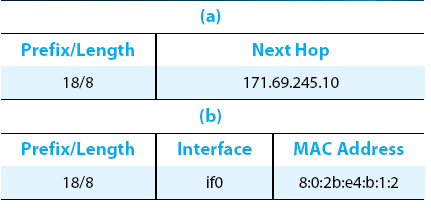 (a)
Prefix/Length Next Hop
18/8 171.69.245.10
(b)
Prefix/Length Interface MAC Address
18/8 if0 8:0:2b:e4:b:1:2